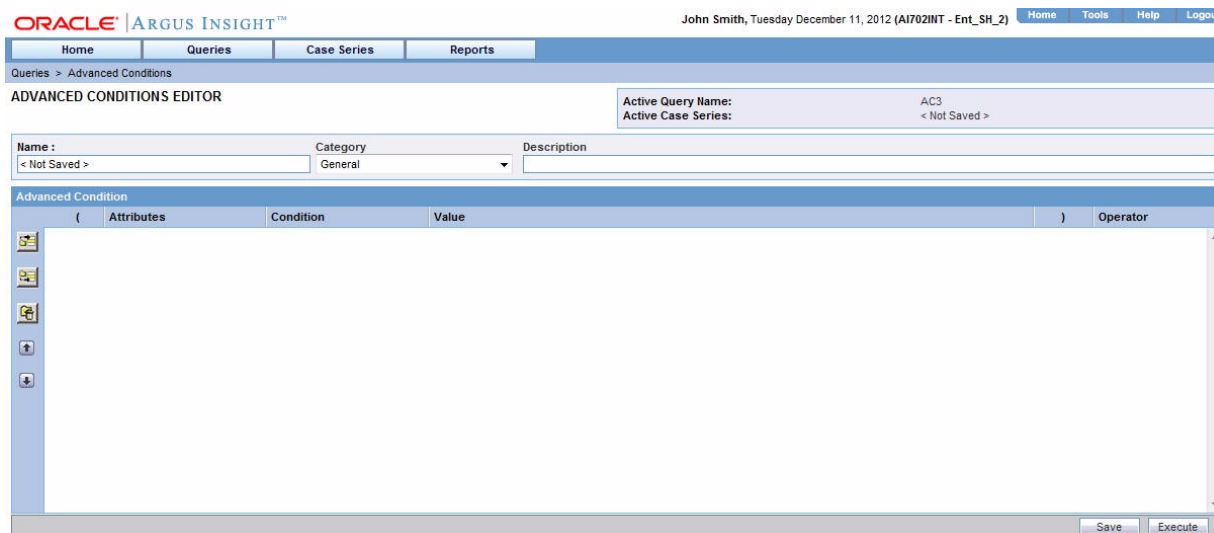 ORACLE® | ARGUS INSIGHT™
John Smith, Tuesday December 11, 2012 (AI702INT - Ent_SH_2) Home Tools Help Logou
Home Queries Case Series Reports
Queries > Advanced Conditions
ADVANCED CONDITIONS EDITOR
Active Query Name: AC3
Active Case Series: < Not Saved >
Name : Category Description
< Not Saved > General
Advanced Condition
( Attributes Condition Value ) Operator
Save Execute